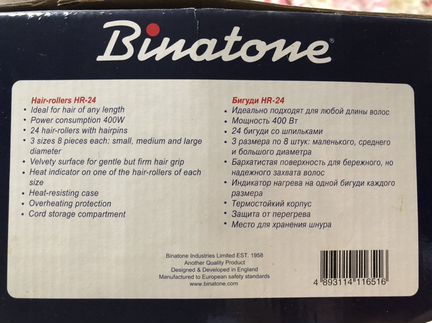 Binatone®
Hair-rollers HR-24
• Ideal for hair of any length
• Power consumption 400W
• 24 hair-rollers with hairpins
• 3 sizes 8 pieces each: small, medium and large
diameter
• Velvety surface for gentle but firm hair grip
• Heat indicator on one of the hair-rollers of each
size
• Heat-resisting case
• Overheating protection
• Cord storage compartment
Бигуди HR-24
• Идеально подходят для любой длины волос
• Мощность 400 Вт
• 24 бигуди со шпильками
• 3 размера по 8 штук: маленького, среднего
и большого диаметра
• Бархатистая поверхность для бережного, но
надежного захвата волос
• Индикатор нагрева на одной бигуди каждого
размера
• Термостойкий корпус
• Защита от перегрева
• Место для хранения шнура
Binatone Industries Limited EST. 1958
Another Quality Product
Designed & Developed in England
Manufactured to European safety standards
www.binatone.com
4 893114 116516